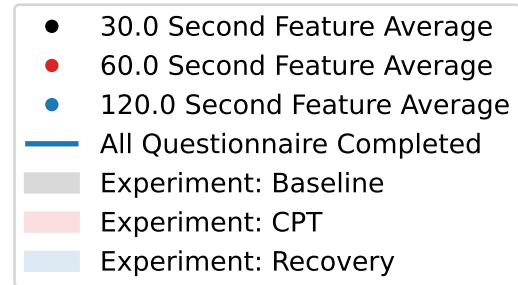 30.0 Second Feature Average
60.0 Second Feature Average
120.0 Second Feature Average
All Questionnaire Completed
Experiment: Baseline
Experiment: CPT
Experiment: Recovery